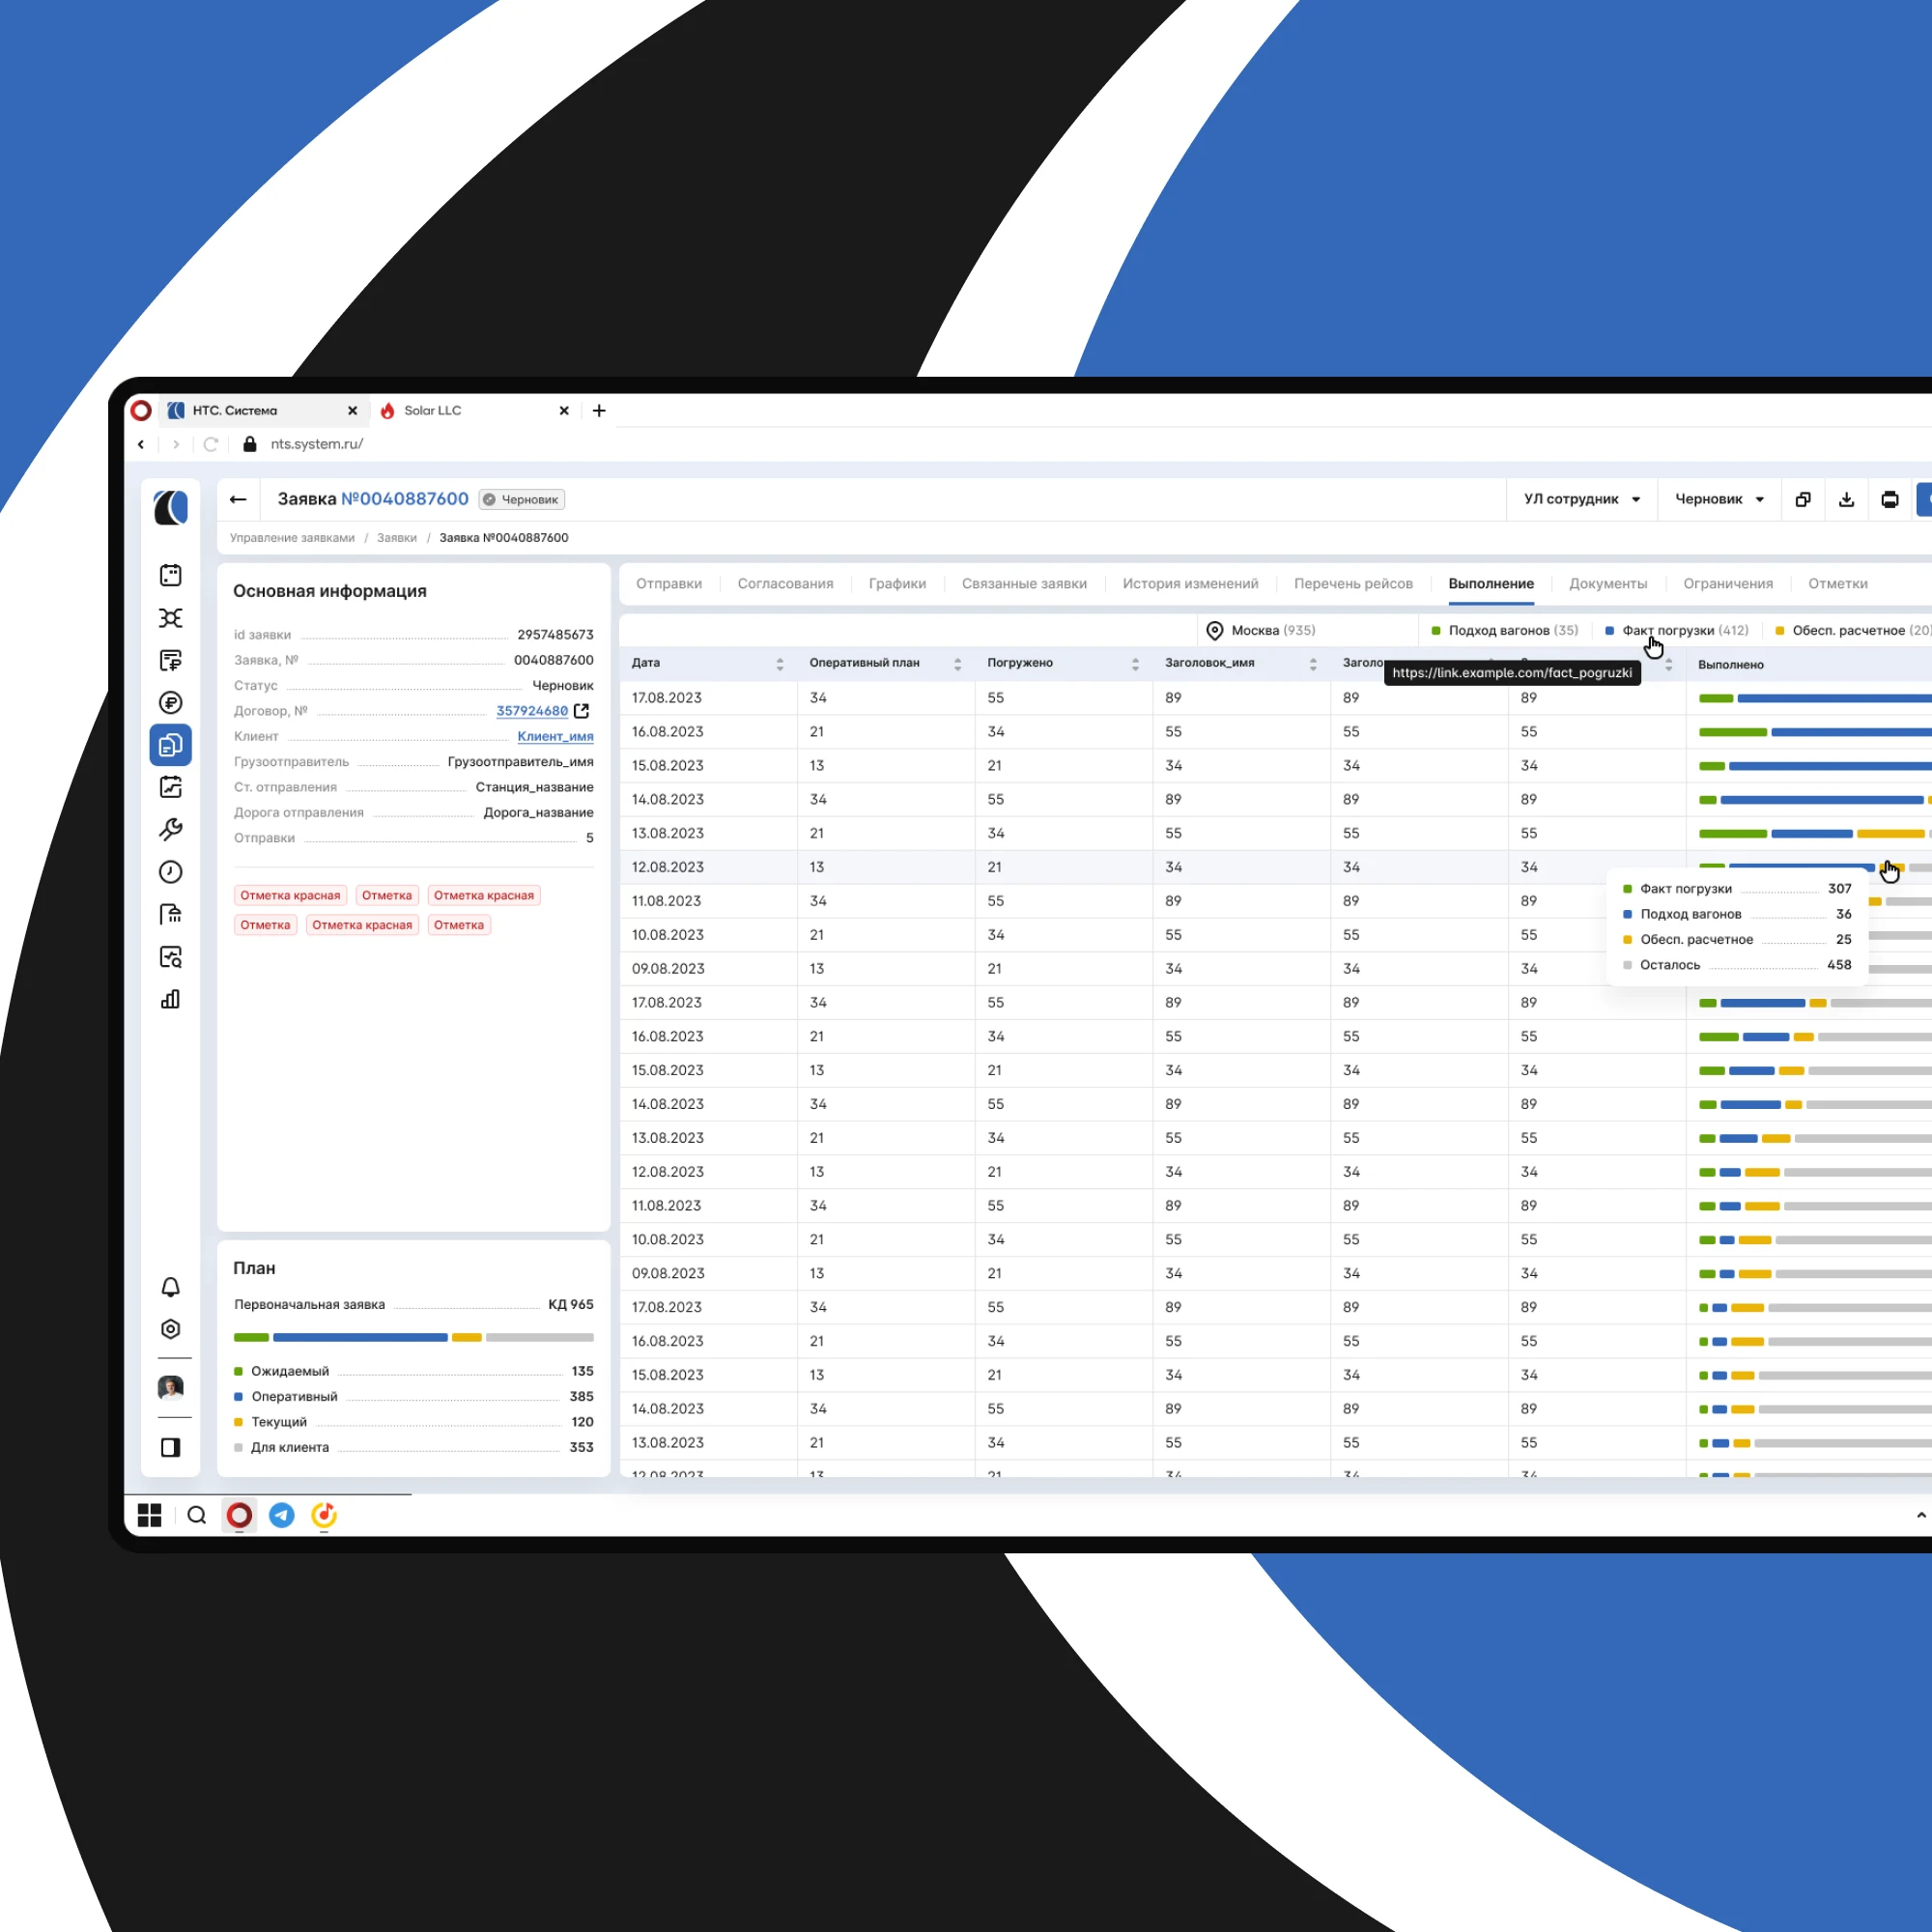 НТС. Система
Solar LLC
nts.system.ru/
Заявка №0040887600 Черновик
УЛ сотрудник Черновик
Управление заявками / Заявки / Заявка №0040887600
Основная информация
id заявки 2957485673
Заявка, № 0040887600
Статус Черновик
Договор, № 357924680
Клиент Клиент_имя
Грузоотправитель Грузоотправитель_имя
Ст. отправления Станция_название
Дорога отправления Дорога_название
Отправки 5
Отметка красная Отметка Отметка красная
Отметка Отметка красная Отметка
План
Первоначальная заявка КД 965
Ожидаемый 135
Оперативный 385
Текущий 120
Для клиента 353
Отправки Согласования Графики Связанные заявки История изменений Перечень рейсов Выполнение Документы Ограничения Отметки
Москва (935) Подход вагонов (35) Факт погрузки (412) Обесп. расчетное (20)
https://link.example.com/fact_pogruzki
Дата Оперативный план Погружено Заголовок_имя Выполнено
17.08.2023 34 55 89 89 89
16.08.2023 21 34 55 55 55
15.08.2023 13 21 34 34 34
14.08.2023 34 55 89 89 89
13.08.2023 21 34 55 55 55
12.08.2023 13 21 34 34 34
11.08.2023 34 55 89 89 89
10.08.2023 21 34 55 55 55
09.08.2023 13 21 34 34 34
17.08.2023 34 55 89 89 89
16.08.2023 21 34 55 55 55
15.08.2023 13 21 34 34 34
14.08.2023 34 55 89 89 89
13.08.2023 21 34 55 55 55
12.08.2023 13 21 34 34 34
11.08.2023 34 55 89 89 89
10.08.2023 21 34 55 55 55
09.08.2023 13 21 34 34 34
17.08.2023 34 55 89 89 89
16.08.2023 21 34 55 55 55
15.08.2023 13 21 34 34 34
14.08.2023 34 55 89 89 89
13.08.2023 21 34 55 55 55
12.08.2023 13 21 34 34 34
Факт погрузки 307
Подход вагонов 36
Обесп. расчетное 25
Осталось 458